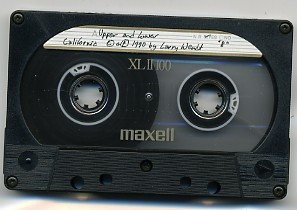 Upper and Lower
California © ℗ 1990 by Larry Wendt
"A"
XLII 100
maxell